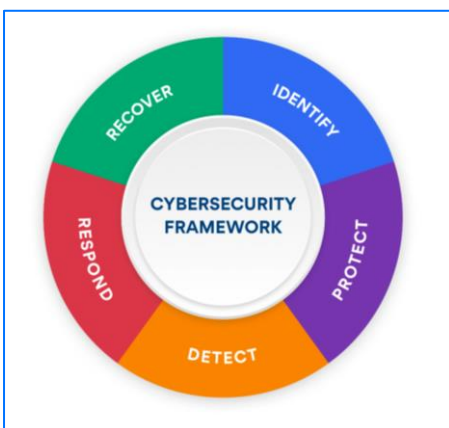 CYBERSECURITY
FRAMEWORK
IDENTIFY
PROTECT
DETECT
RESPOND
RECOVER